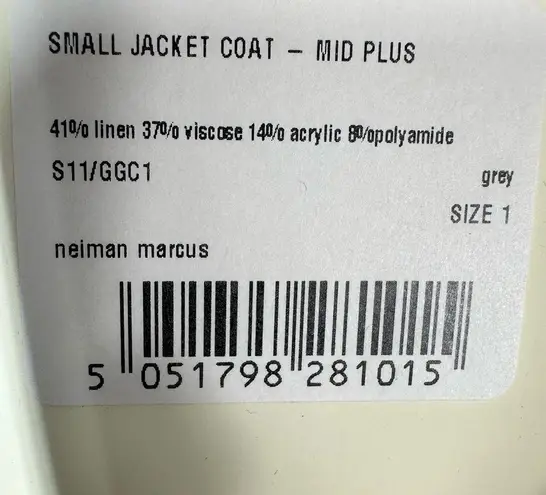 SMALL JACKET COAT – MID PLUS
41% linen 37% viscose 14% acrylic 8%polyamide
S11/GGC1 grey
SIZE 1
neiman marcus
5 051798 281015